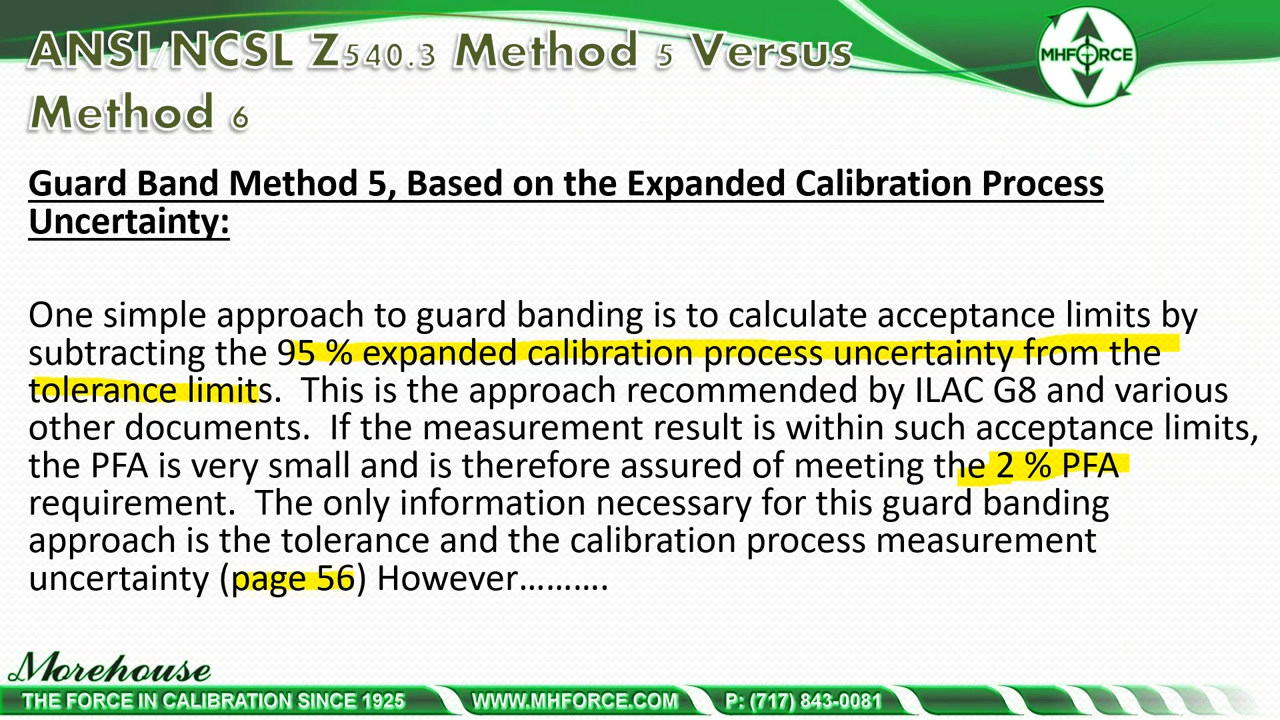 ANSI/NCSL Z540.3 Method 5 Versus
Method 6
MHFORCE
Guard Band Method 5, Based on the Expanded Calibration Process
Uncertainty:
One simple approach to guard banding is to calculate acceptance limits by
subtracting the 95 % expanded calibration process uncertainty from the
tolerance limits.  This is the approach recommended by ILAC G8 and various
other documents.  If the measurement result is within such acceptance limits,
the PFA is very small and is therefore assured of meeting the 2 % PFA
requirement.  The only information necessary for this guard banding
approach is the tolerance and the calibration process measurement
uncertainty (page 56) However……….
Morehouse
THE FORCE IN CALIBRATION SINCE 1925 WWW.MHFORCE.COM P: (717) 843-0081